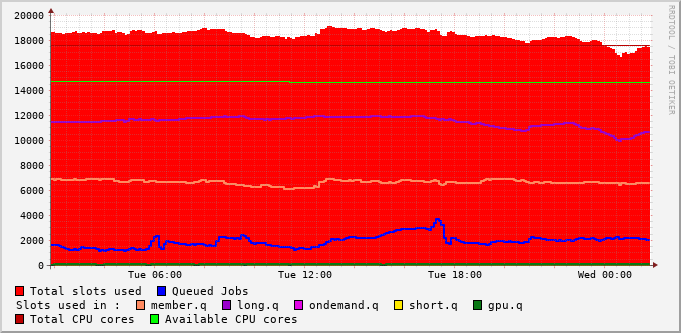 20000
18000
16000
14000
12000
10000
8000
6000
4000
2000
0
Tue 06:00 Tue 12:00 Tue 18:00 Wed 00:00
RRDTOOL / TOBI OETIKER
Total slots used Queued Jobs
Slots used in : member.q long.q ondemand.q short.q gpu.q
Total CPU cores Available CPU cores